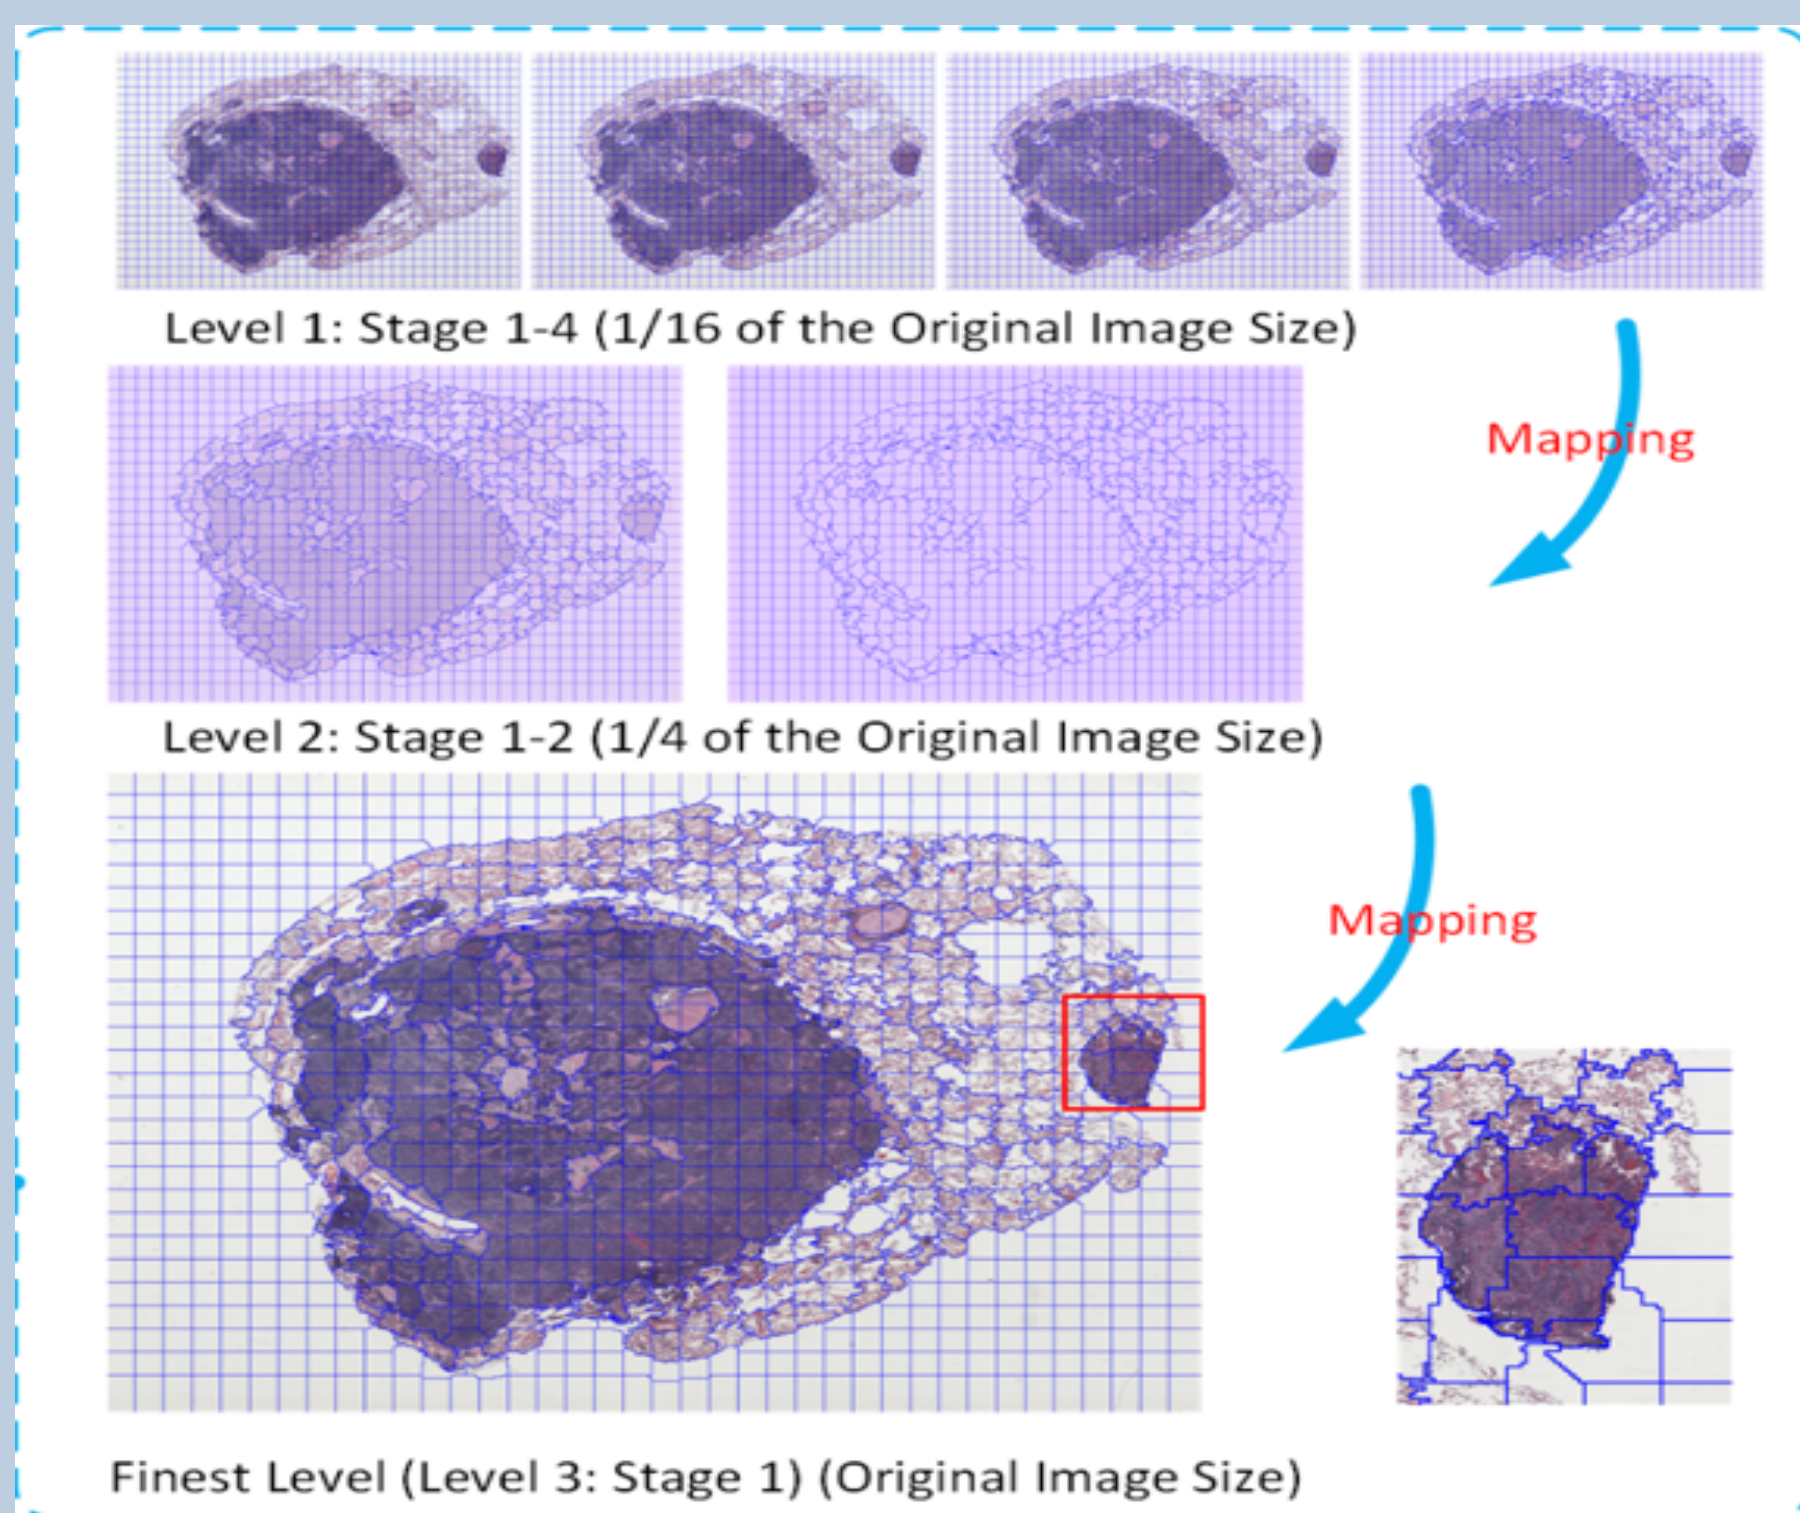 Level 1: Stage 1-4 (1/16 of the Original Image Size)
Mapping
Level 2: Stage 1-2 (1/4 of the Original Image Size)
Mapping
Finest Level (Level 3: Stage 1) (Original Image Size)